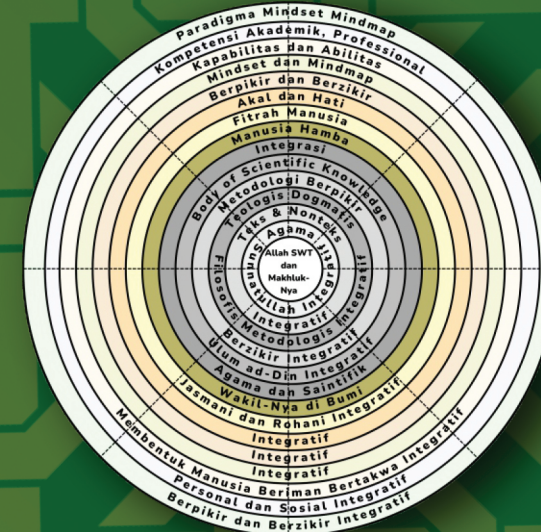 Paradigma Mindset Mindmap
Kompetensi Akademik, Professional
Kapabilitas dan Abilitas
Mindset dan Mindmap
Berpikir dan Berzikir
Akal dan Hati
Fitrah Manusia
Manusia Hamba
Integrasi
Body of Scientific Knowledge
Metodologi Berpikir
Teologis Dogmatis
Teks & Nonteks
Agama
Allah SWT
dan
Makhluk-
Nya
Sunnatullah Integratif
Integratif
Filosofis Metodologis Integratif
Berzikir Integratif
Ulum ad-Din Integratif
Agama dan Saintifik
Wakil-Nya di Bumi
Jasmani dan Rohani Integratif
Integratif
Integratif
Integratif
Membentuk Manusia Beriman Bertakwa Integratif
Personal dan Sosial Integratif
Berpikir dan Berzikir Integratif